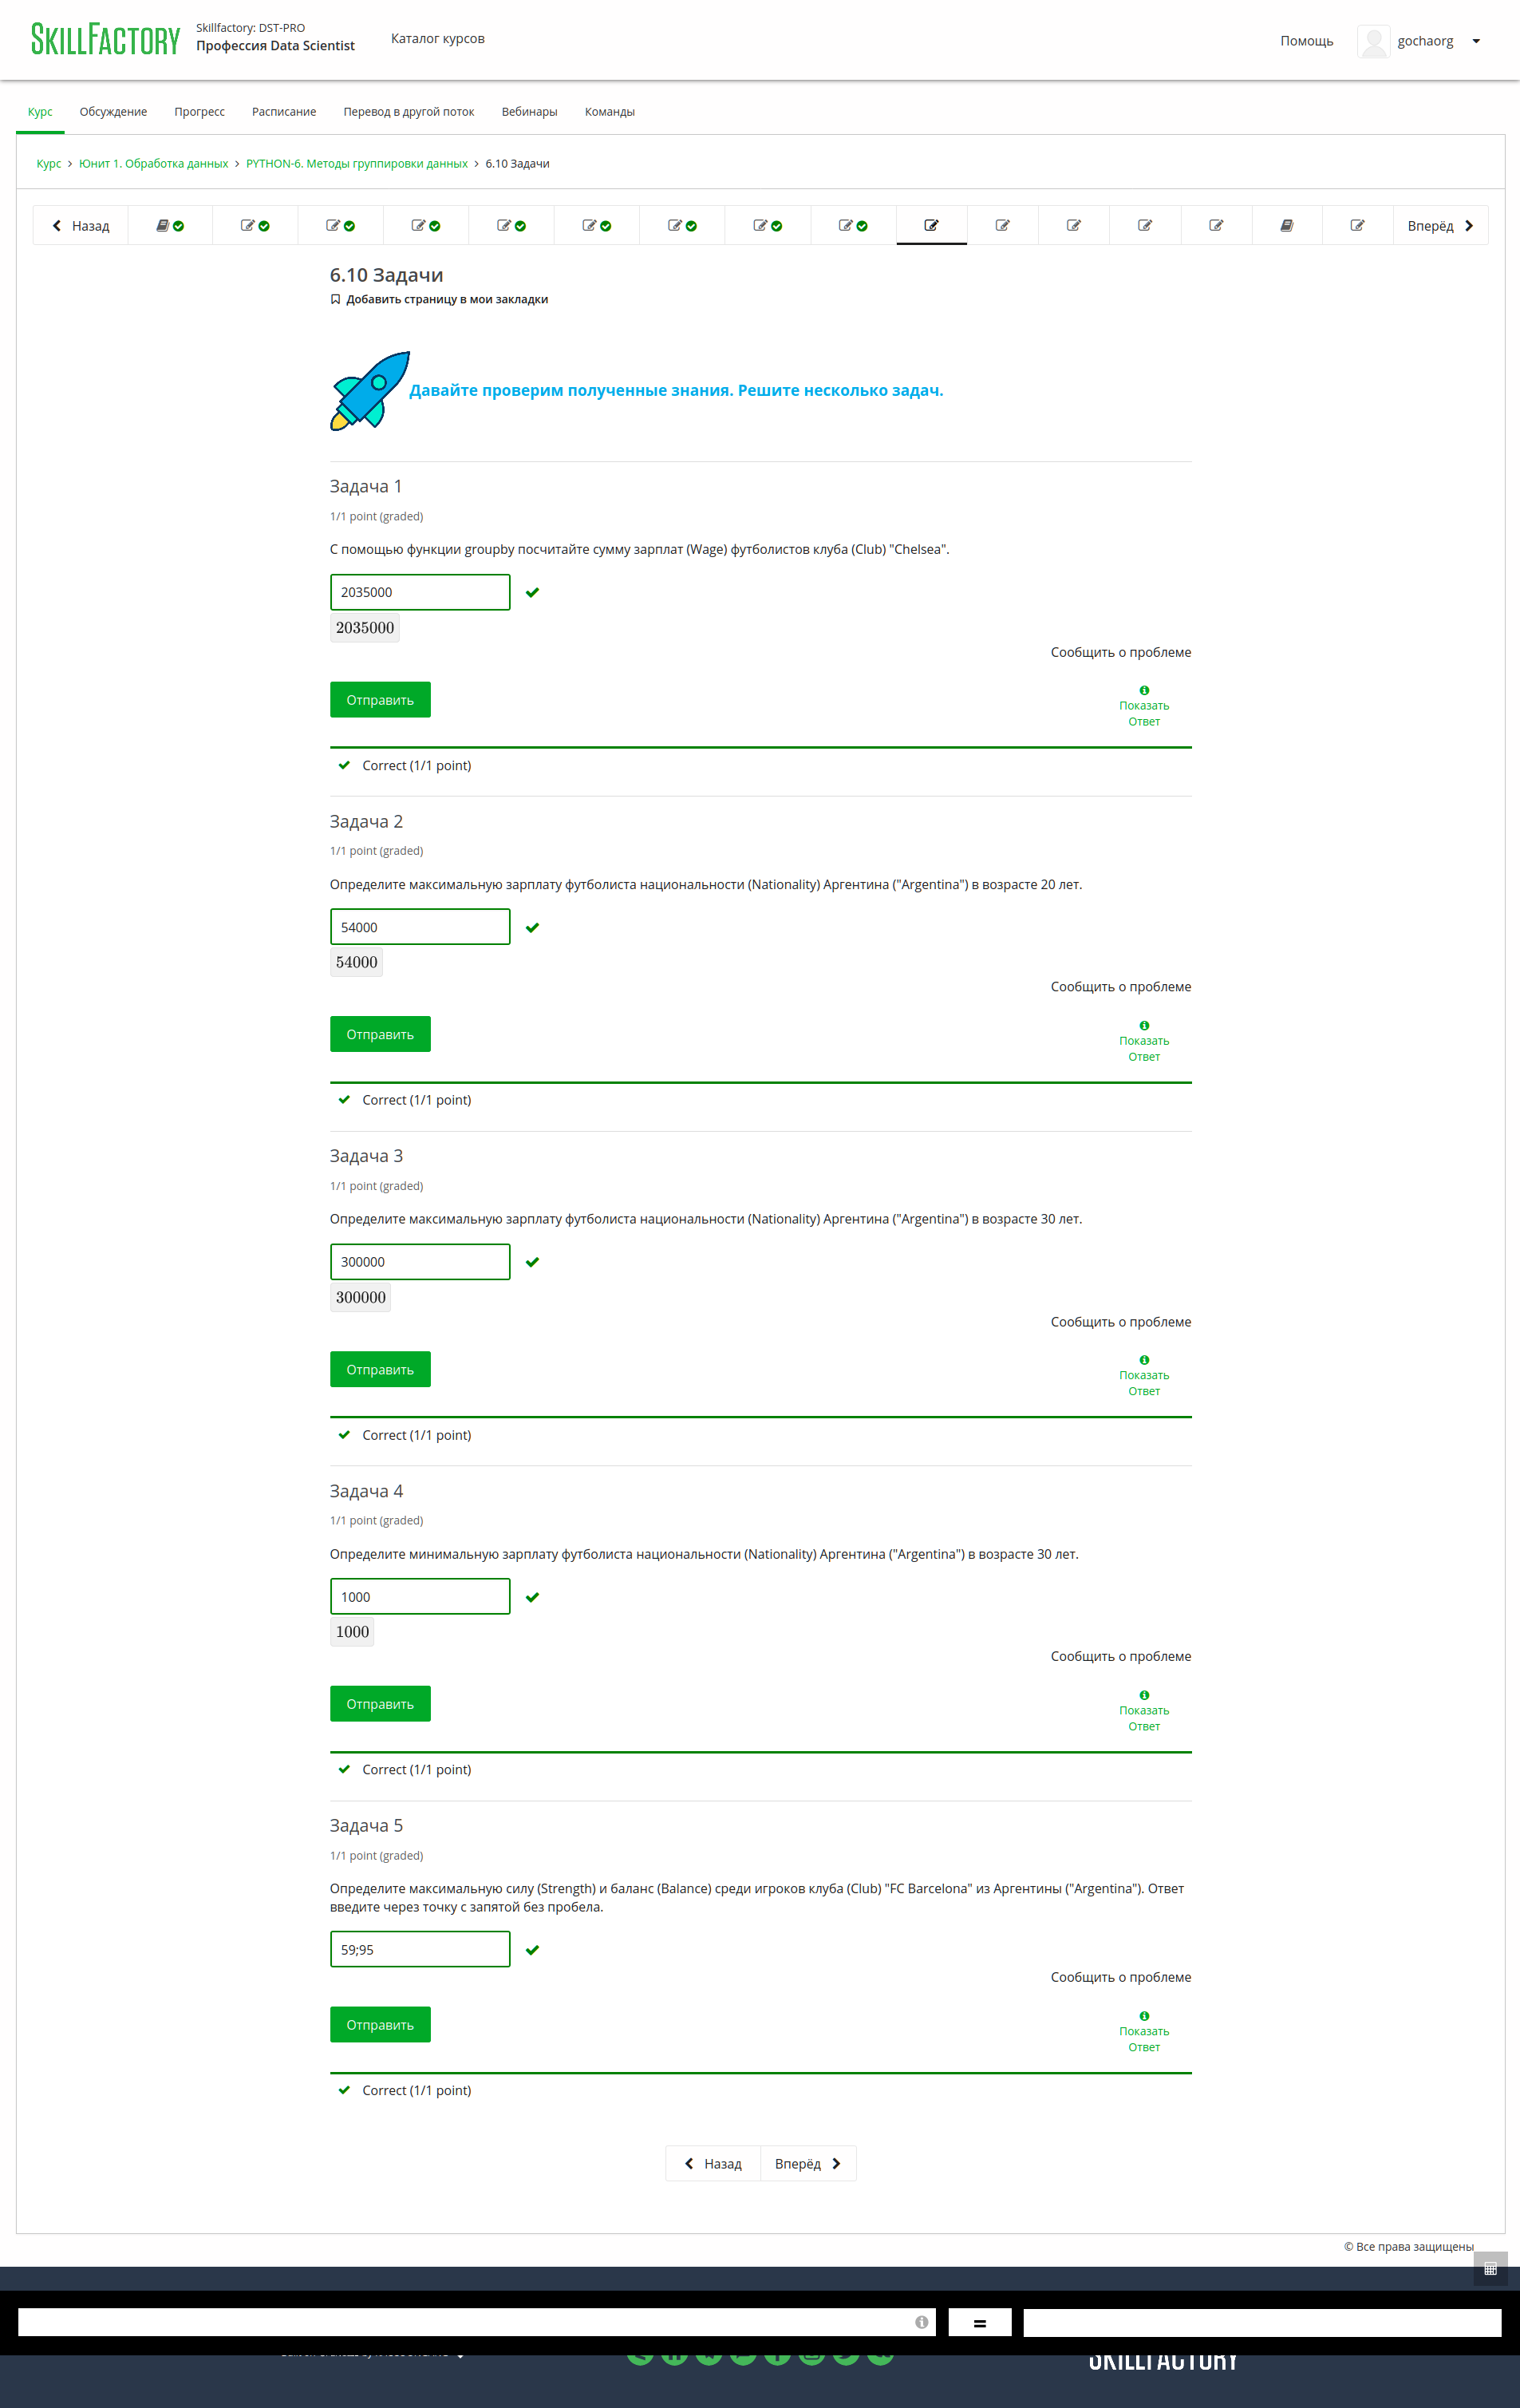 SKILLFACTORY
Skillfactory: DST-PRO
Профессия Data Scientist
Каталог курсов
Помощь
gochaorg
Курс Обсуждение Прогресс Расписание Перевод в другой поток Вебинары Команды
Курс > Юнит 1. Обработка данных > PYTHON-6. Методы группировки данных > 6.10 Задачи
Назад
Вперёд
6.10 Задачи
Добавить страницу в мои закладки
Давайте проверим полученные знания. Решите несколько задач.
Задача 1
1/1 point (graded)
С помощью функции groupby посчитайте сумму зарплат (Wage) футболистов клуба (Club) "Chelsea".
2035000
2035000
Сообщить о проблеме
Отправить
Показать
Ответ
Correct (1/1 point)
Задача 2
1/1 point (graded)
Определите максимальную зарплату футболиста национальности (Nationality) Аргентина ("Argentina") в возрасте 20 лет.
54000
54000
Сообщить о проблеме
Отправить
Показать
Ответ
Correct (1/1 point)
Задача 3
1/1 point (graded)
Определите максимальную зарплату футболиста национальности (Nationality) Аргентина ("Argentina") в возрасте 30 лет.
300000
300000
Сообщить о проблеме
Отправить
Показать
Ответ
Correct (1/1 point)
Задача 4
1/1 point (graded)
Определите минимальную зарплату футболиста национальности (Nationality) Аргентина ("Argentina") в возрасте 30 лет.
1000
1000
Сообщить о проблеме
Отправить
Показать
Ответ
Correct (1/1 point)
Задача 5
1/1 point (graded)
Определите максимальную силу (Strength) и баланс (Balance) среди игроков клуба (Club) "FC Barcelona" из Аргентины ("Argentina"). Ответ
введите через точку с запятой без пробела.
59;95
Сообщить о проблеме
Отправить
Показать
Ответ
Correct (1/1 point)
Назад
Вперёд
© Все права защищены
=
SKILLFACTORY